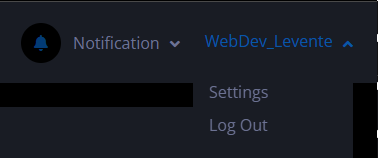 Notification
WebDev_Levente
Settings
Log Out